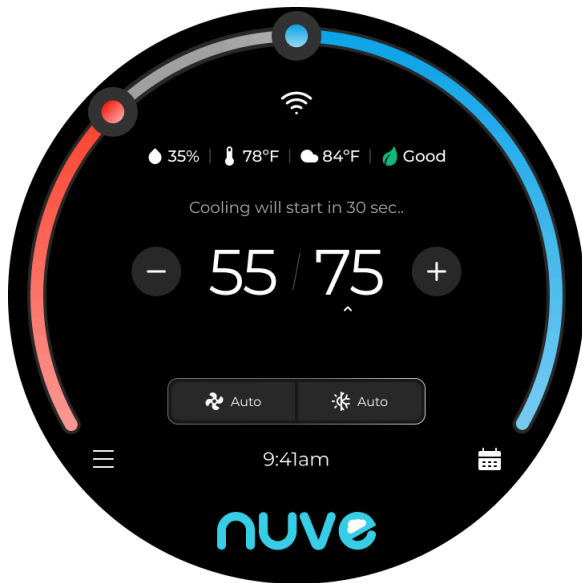 35% 78°F 84°F Good
Cooling will start in 30 sec..
55 / 75
Auto Auto
9:41am
nuve